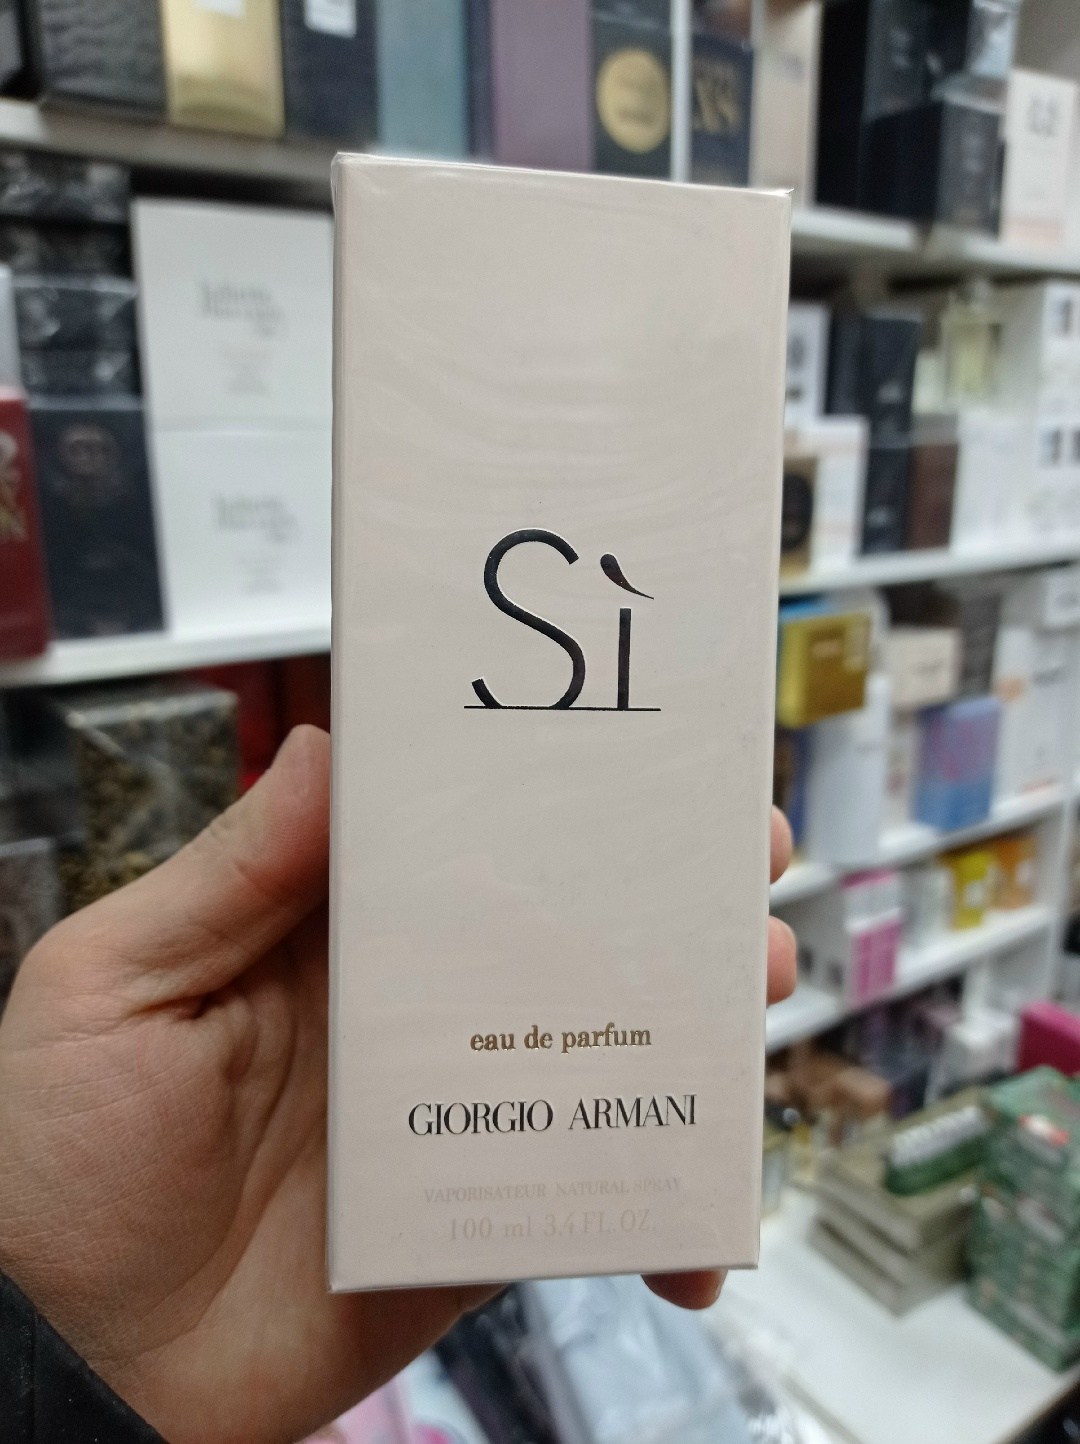 Sì
eau de parfum
GIORGIO ARMANI
VAPORISATEUR NATURAL SPRAY
100 ml 3.4 FL.OZ.